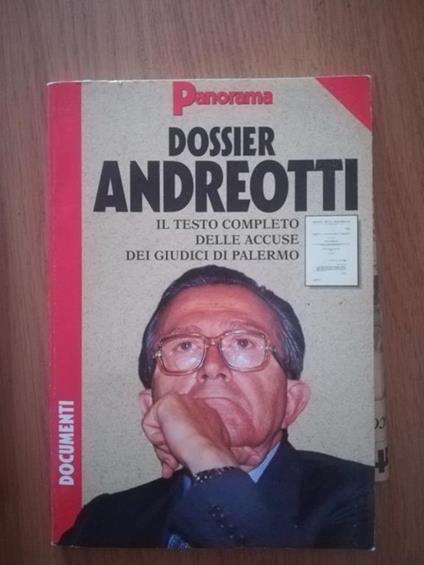 Panorama
DOSSIER
ANDREOTTI
IL TESTO COMPLETO
DELLE ACCUSE
DEI GIUDICI DI PALERMO
DOCUMENTI